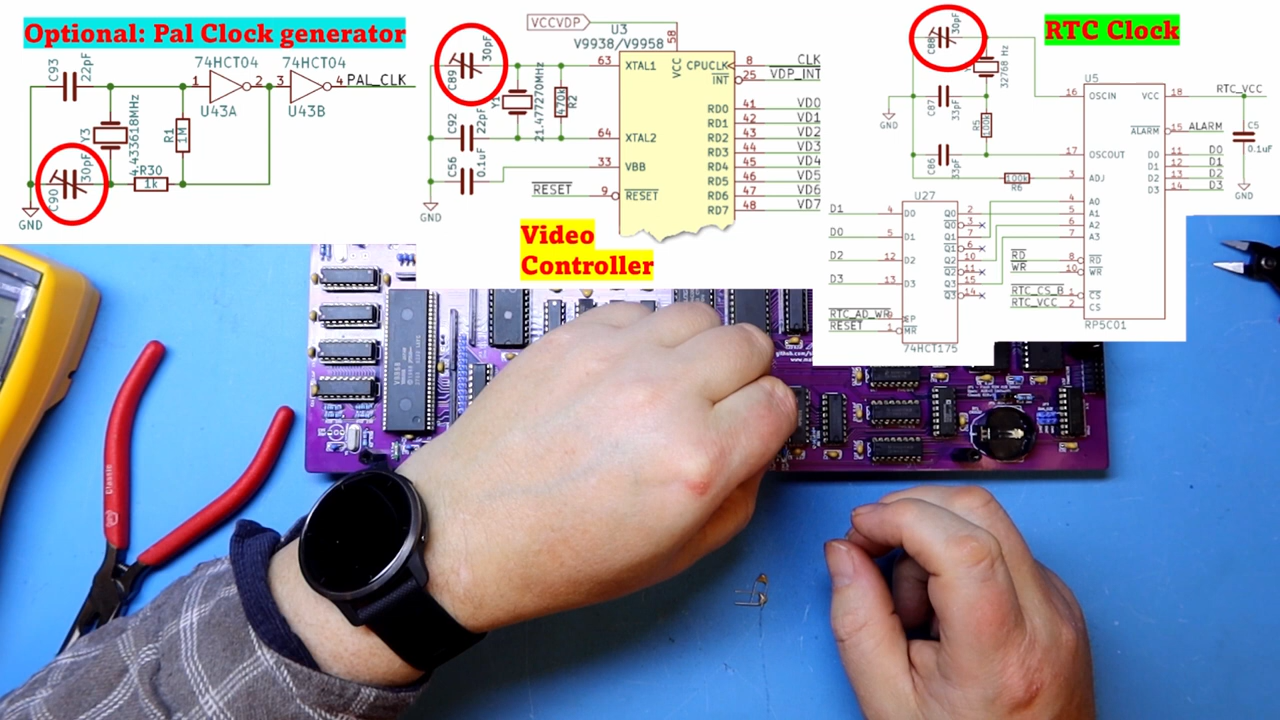 Optional: Pal Clock generator
C93
22pF
74HCT04
74HCT04
1
2
3
4
PAL_CLK
U43A
U43B
Y3
4.433618MHz
R1
1M
C90
30pF
R30
1k
GND
VCCVDP
58
U3
V9938/V9958
C89
30pF
63
XTAL1
VCC
CPUCLK
8
CLK
INT
25
VDP_INT
Y1
21.477270MHz
R2
470k
RD0
41
VD0
RD1
42
VD1
C92
22pF
64
XTAL2
RD2
43
VD2
RD3
44
VD3
C56
0.1uF
33
VBB
RD4
45
VD4
RD5
46
VD5
RESET
9
RESET
RD6
47
VD6
RD7
48
VD7
GND
Video
Controller
RTC Clock
C88
30pF
32768 Hz
U5
16
OSCIN
VCC
18
RTC_VCC
C87
33pF
GND
R5
100k
ALARM
15
ALARM
C5
0.1uF
C86
33pF
17
OSCOUT
D0
11
D0
D1
12
D1
D2
13
D2
D3
14
D3
100k
R6
3
ADJ
GND
U27
4
A0
5
A1
6
A2
7
A3
D1
4
D0
Q0
2
Q0
3
D0
5
D1
Q1
7
Q1
6
D2
12
D2
Q2
10
Q2
11
D3
13
D3
Q3
15
Q3
14
RD
8
RD
WR
10
WR
RTC_CS_B
1
CS
RTC_VCC
2
CS
RTC_AD_WR
RESET
1
MR
74HCT175
RP5C01
Classic